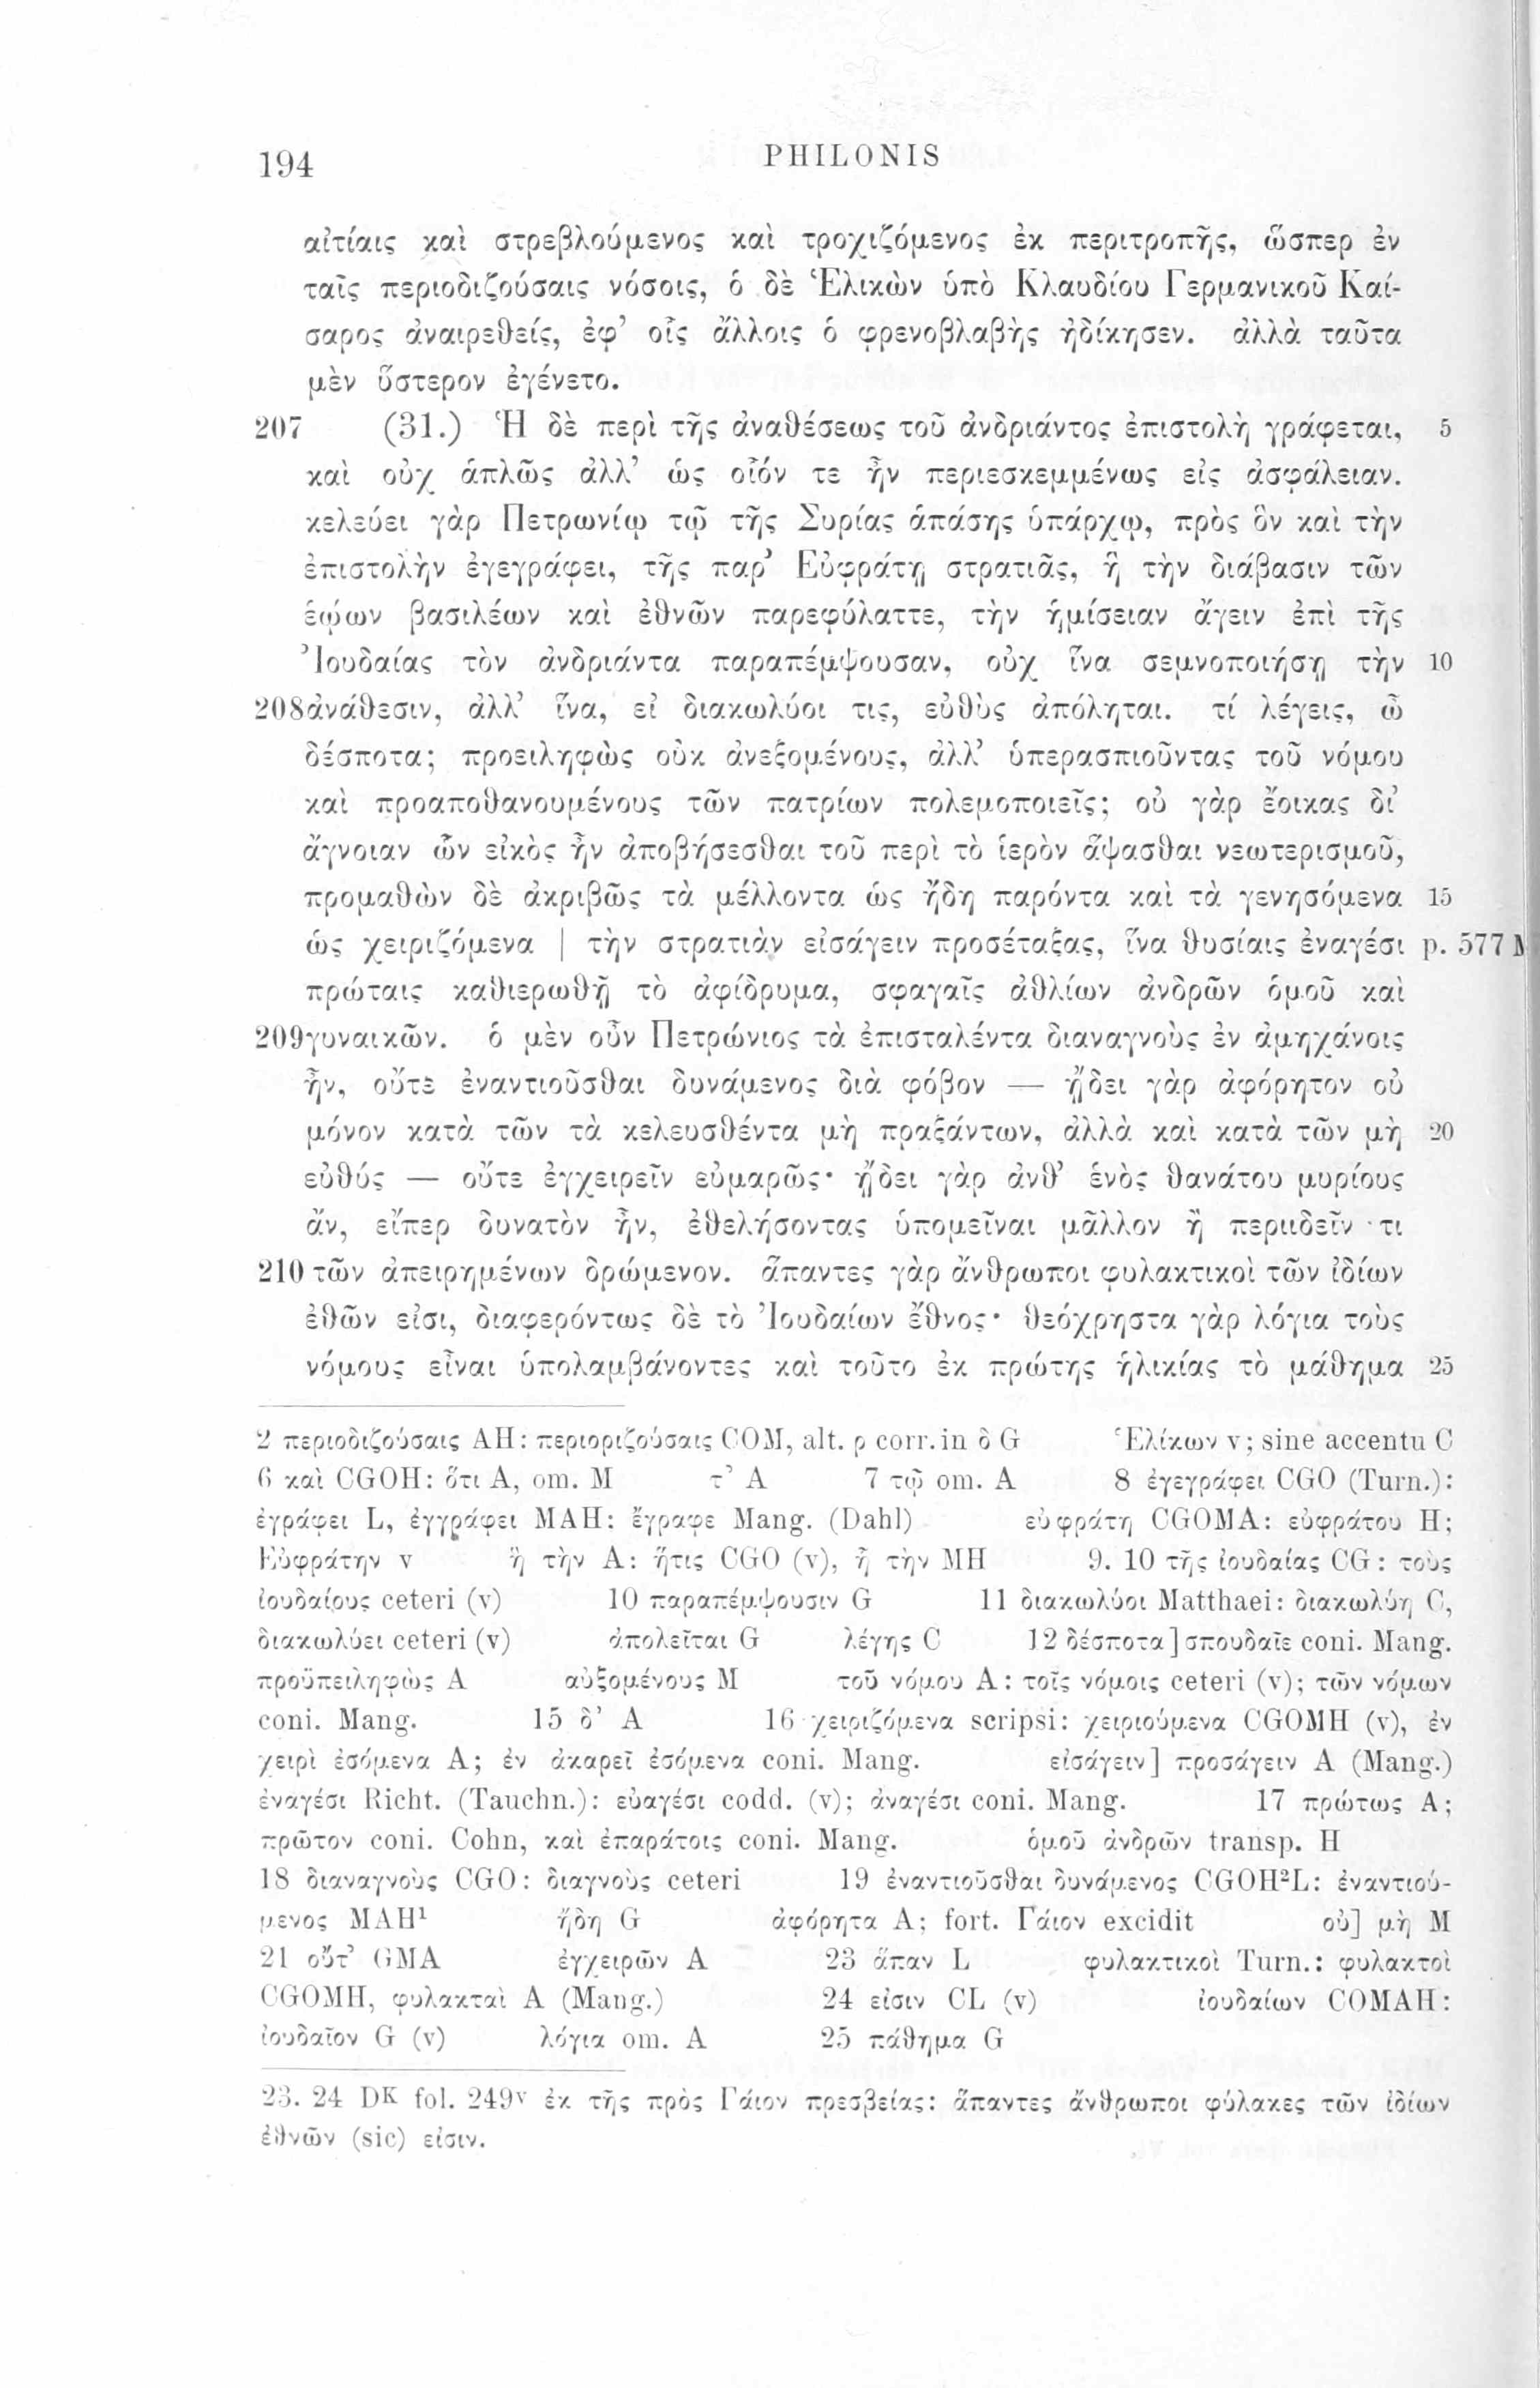 194
PHILONIS
αἰτίαις καὶ στρεβλούμενος καὶ τροχιζόμενος ἐκ περιτροπῆς, ὥσπερ ἐν
ταῖς περιοδιζούσαις νόσοις, ὁ δὲ Ἑλικὼν ὑπὸ Κλαυδίου Γερμανικοῦ Καί-
σαρος ἀναιρεθείς, ἐφ’ οἷς ἄλλοις ὁ φρενοβλαβὴς ἠδίκησεν. ἀλλὰ ταῦτα
μὲν ὕστερον ἐγένετο.
207 (31.) Ἡ δὲ περὶ τῆς ἀναθέσεως τοῦ ἀνδριάντος ἐπιστολὴ γράφεται, 5
καὶ οὐχ ἁπλῶς ἀλλ’ ὡς οἷόν τε ἦν περιεσκεμμένως εἰς ἀσφάλειαν.
κελεύει γὰρ Πετρωνίῳ τῷ τῆς Συρίας ἁπάσης ὑπάρχῳ, πρὸς ὃν καὶ τὴν
ἐπιστολὴν ἐγεγράφει, τῆς παρ’ Εὐφράτῃ στρατιᾶς, ἣ τὴν διάβασιν τῶν
ἑῴων βασιλέων καὶ ἐθνῶν παρεφύλαττε, τὴν ἡμίσειαν ἄγειν ἐπὶ τῆς
Ἰουδαίας τὸν ἀνδριάντα παραπέμψουσαν, οὐχ ἵνα σεμνοποιήσῃ τὴν 10
208 ἀνάθεσιν, ἀλλ’ ἵνα, εἰ διακωλύοι τις, εὐθὺς ἀπόληται. τί λέγεις, ὦ
δέσποτα; προειληφὼς οὐκ ἀνεξομένους, ἀλλ’ ὑπερασπιοῦντας τοῦ νόμου
καὶ προαποθανουμένους τῶν πατρίων πολεμοποιεῖς; οὐ γὰρ ἔοικας δι’
ἄγνοιαν ὧν εἰκὸς ἦν ἀποβήσεσθαι τοῦ περὶ τὸ ἱερὸν ἅψασθαι νεωτερισμοῦ,
προμαθὼν δὲ ἀκριβῶς τὰ μέλλοντα ὡς ἤδη παρόντα καὶ τὰ γενησόμενα 15
ὡς χειριζόμενα | τὴν στρατιὰν εἰσάγειν προσέταξας, ἵνα θυσίαις ἐναγέσι p. 577 M
πρώταις καθιερωθῇ τὸ ἀφίδρυμα, σφαγαῖς ἀθλίων ἀνδρῶν ὁμοῦ καὶ
209 γυναικῶν. ὁ μὲν οὖν Πετρώνιος τὰ ἐπισταλέντα διαναγνοὺς ἐν ἀμηχάνοις
ἦν, οὔτε ἐναντιοῦσθαι δυνάμενος διὰ φόβον — ᾔδει γὰρ ἀφόρητον οὐ
μόνον κατὰ τῶν τὰ κελευσθέντα μὴ πραξάντων, ἀλλὰ καὶ κατὰ τῶν μὴ 20
εὐθύς — οὔτε ἐγχειρεῖν εὐμαρῶς· ᾔδει γὰρ ἀνθ’ ἑνὸς θανάτου μυρίους
ἄν, εἴπερ δυνατὸν ἦν, ἐθελήσοντας ὑπομεῖναι μᾶλλον ἢ περιιδεῖν τι
210 τῶν ἀπειρημένων δρώμενον. ἅπαντες γὰρ ἄνθρωποι φυλακτικοὶ τῶν ἰδίων
ἐθῶν εἰσι, διαφερόντως δὲ τὸ Ἰουδαίων ἔθνος· θεόχρηστα γὰρ λόγια τοὺς
νόμους εἶναι ὑπολαμβάνοντες καὶ τοῦτο ἐκ πρώτης ἡλικίας τὸ μάθημα 25
2 περιοδιζούσαις AH: περιοριζούσαις COM, alt. ρ corr. in δ G Ἑλίκων v; sine accentu C
6 καὶ CGOH: ὅτι A, om. M τ’ A 7 τῷ om. A 8 ἐγεγράφει CGO (Turn.):
ἐγράφει L, ἐγγράφει MAH: ἔγραφε Mang. (Dahl) εὐφράτῃ CGOMA: εὐφράτου H;
Εὐφράτην v ἣ τὴν A: ἥτις CGO (v), ἦ τὴν MH 9. 10 τῆς ἰουδαίας CG: τοὺς
ἰουδαίους ceteri (v) 10 παραπέμψουσιν G 11 διακωλύοι Matthaei: διακωλύῃ C,
διακωλύει ceteri (v) ἀπολεῖται G λέγῃς C 12 δέσποτα] σπουδαῖε coni. Mang.
προϋπειληφὼς A αὐξομένους M τοῦ νόμου A: τοῖς νόμοις ceteri (v); τῶν νόμων
coni. Mang. 15 δ’ A 16 χειριζόμενα scripsi: χειριούμενα CGOMH (v), ἐν
χειρὶ ἐσόμενα A; ἐν ἀκαρεῖ ἐσόμενα coni. Mang. εἰσάγειν] προσάγειν A (Mang.)
ἐναγέσι Richt. (Tauchn.): εὐαγέσι codd. (v); ἀναγέσι coni. Mang. 17 πρώτως A;
πρῶτον coni. Cohn, καὶ ἐπαράτοις coni. Mang. ὁμοῦ ἀνδρῶν transp. H
18 διαναγνοὺς CGO: διαγνοὺς ceteri 19 ἐναντιοῦσθαι δυνάμενος CGOH²L: ἐναντιού-
μενος MAH¹ ἤδη G ἀφόρητα A; fort. Γάιον excidit οὐ] μὴ M
21 οὔτ’ GMA ἐγχειρῶν A 23 ἅπαν L φυλακτικοὶ Turn.: φυλακτοὶ
CGOMH, φυλακταὶ A (Mang.) 24 εἰσιν CL (v) ἰουδαίων COMAH:
ἰουδαῖον G (v) λόγια om. A 25 πάθημα G
23. 24 Dᴷ fol. 249ᵛ ἐκ τῆς πρὸς Γάιον πρεσβείας: ἅπαντες ἄνθρωποι φύλακες τῶν ἰδίων
ἐθνῶν (sic) εἰσιν.